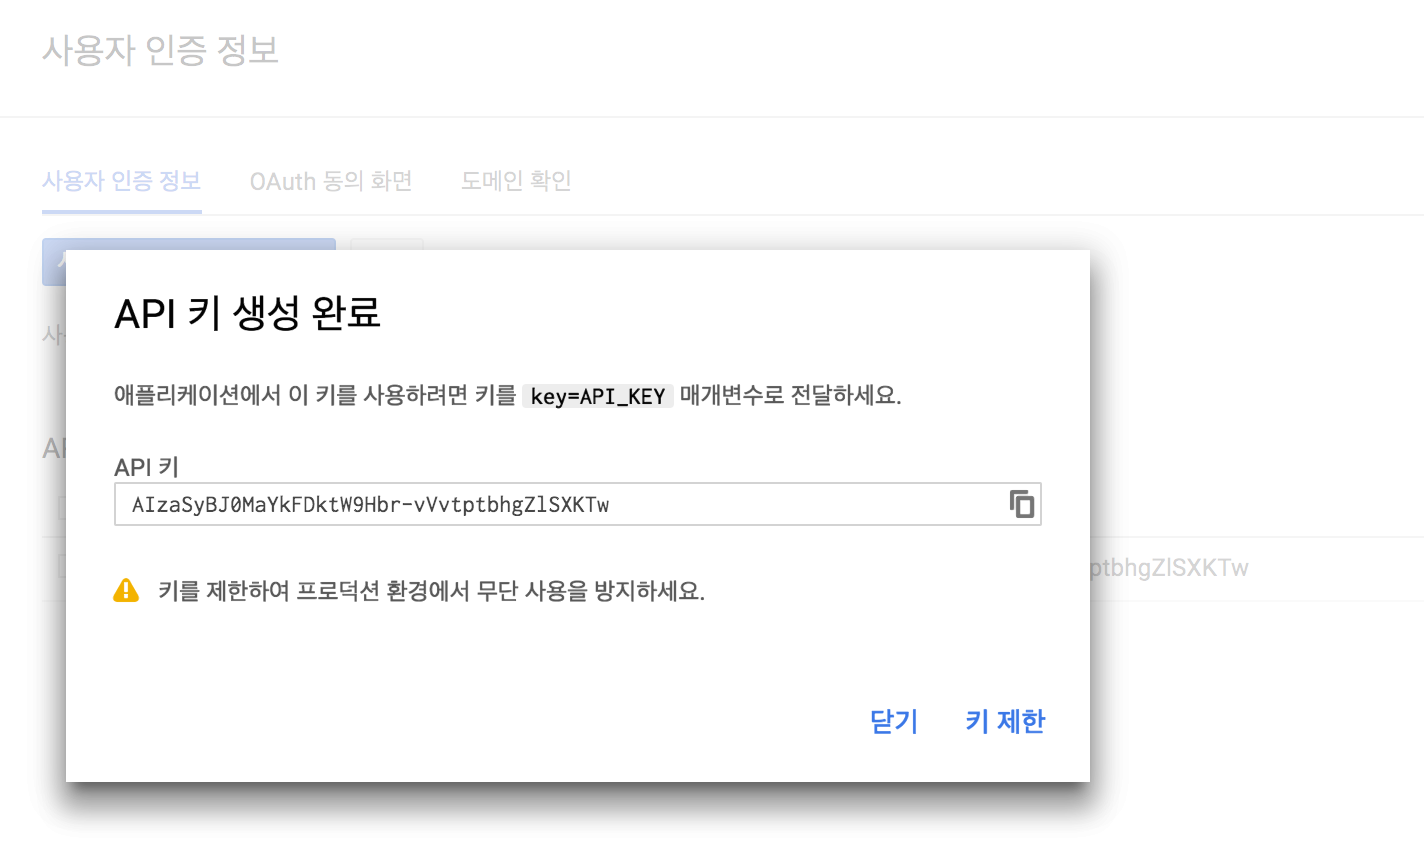 사용자 인증 정보
사용자 인증 정보 OAuth 동의 화면 도메인 확인
API 키 생성 완료
애플리케이션에서 이 키를 사용하려면 키를 key=API_KEY 매개변수로 전달하세요.
API 키
AIzaSyBJ0MaYkFDktW9Hbr-vVvtptbhgZlSXKTw
ptbhgZlSXKTw
키를 제한하여 프로덕션 환경에서 무단 사용을 방지하세요.
닫기 키 제한